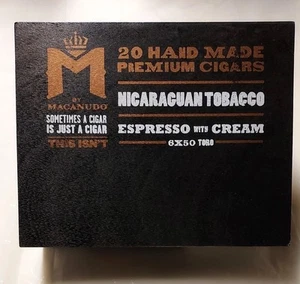 M
BY
MACANUDO
SOMETIMES A CIGAR
IS JUST A CIGAR
THIS ISN'T
20 HAND MADE
PREMIUM CIGARS
NICARAGUAN TOBACCO
ESPRESSO WITH CREAM
6X50 TORO